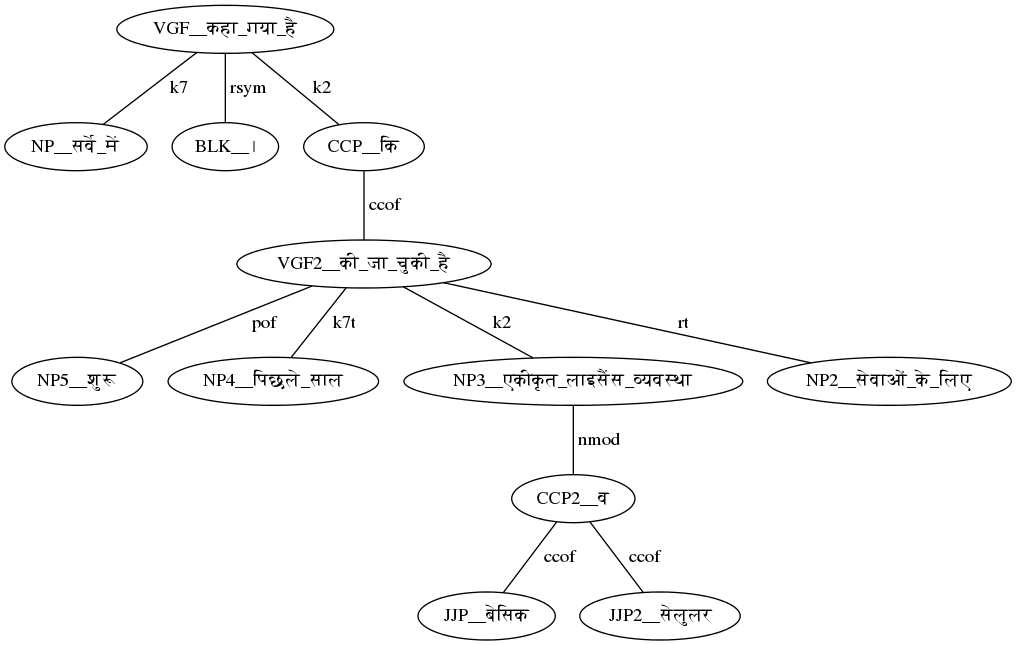 VGF__कहा_गया_है
k7 rsym k2
NP__सर्वे_में BLK__। CCP__कि
ccof
VGF2__की_जा_चुकी_है
pof k7t k2 rt
NP5__शुरू NP4__पिछले_साल NP3__एकीकृत_लाइसैंस_व्यवस्था NP2__सेवाओं_के_लिए
nmod
CCP2__व
ccof ccof
JJP__बेसिक JJP2__सेलुलर